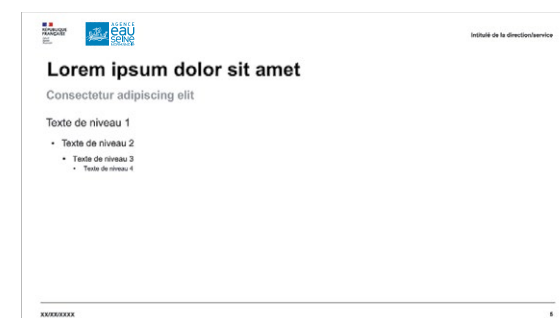 RÉPUBLIQUE
FRANÇAISE
AGENCE
eau
seine
NORMANDIE
Intitulé de la direction/service
Lorem ipsum dolor sit amet
Consectetur adipiscing elit
Texte de niveau 1
• Texte de niveau 2
• Texte de niveau 3
• Texte de niveau 4
XX/XX/XXXX